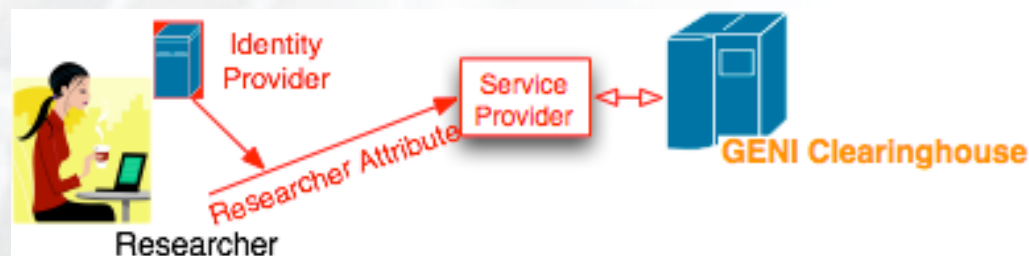 Identity
Provider
Service
Provider
Researcher Attribute
GENI Clearinghouse
Researcher